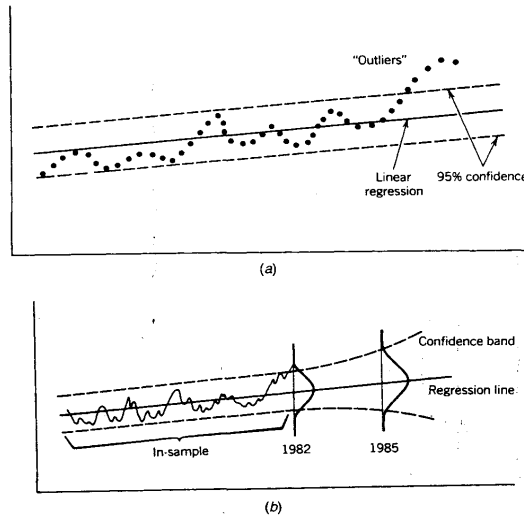 "Outliers"
Linear
regression
95% confidence
(a)
Confidence band
Regression line
In-sample
1982
1985
(b)